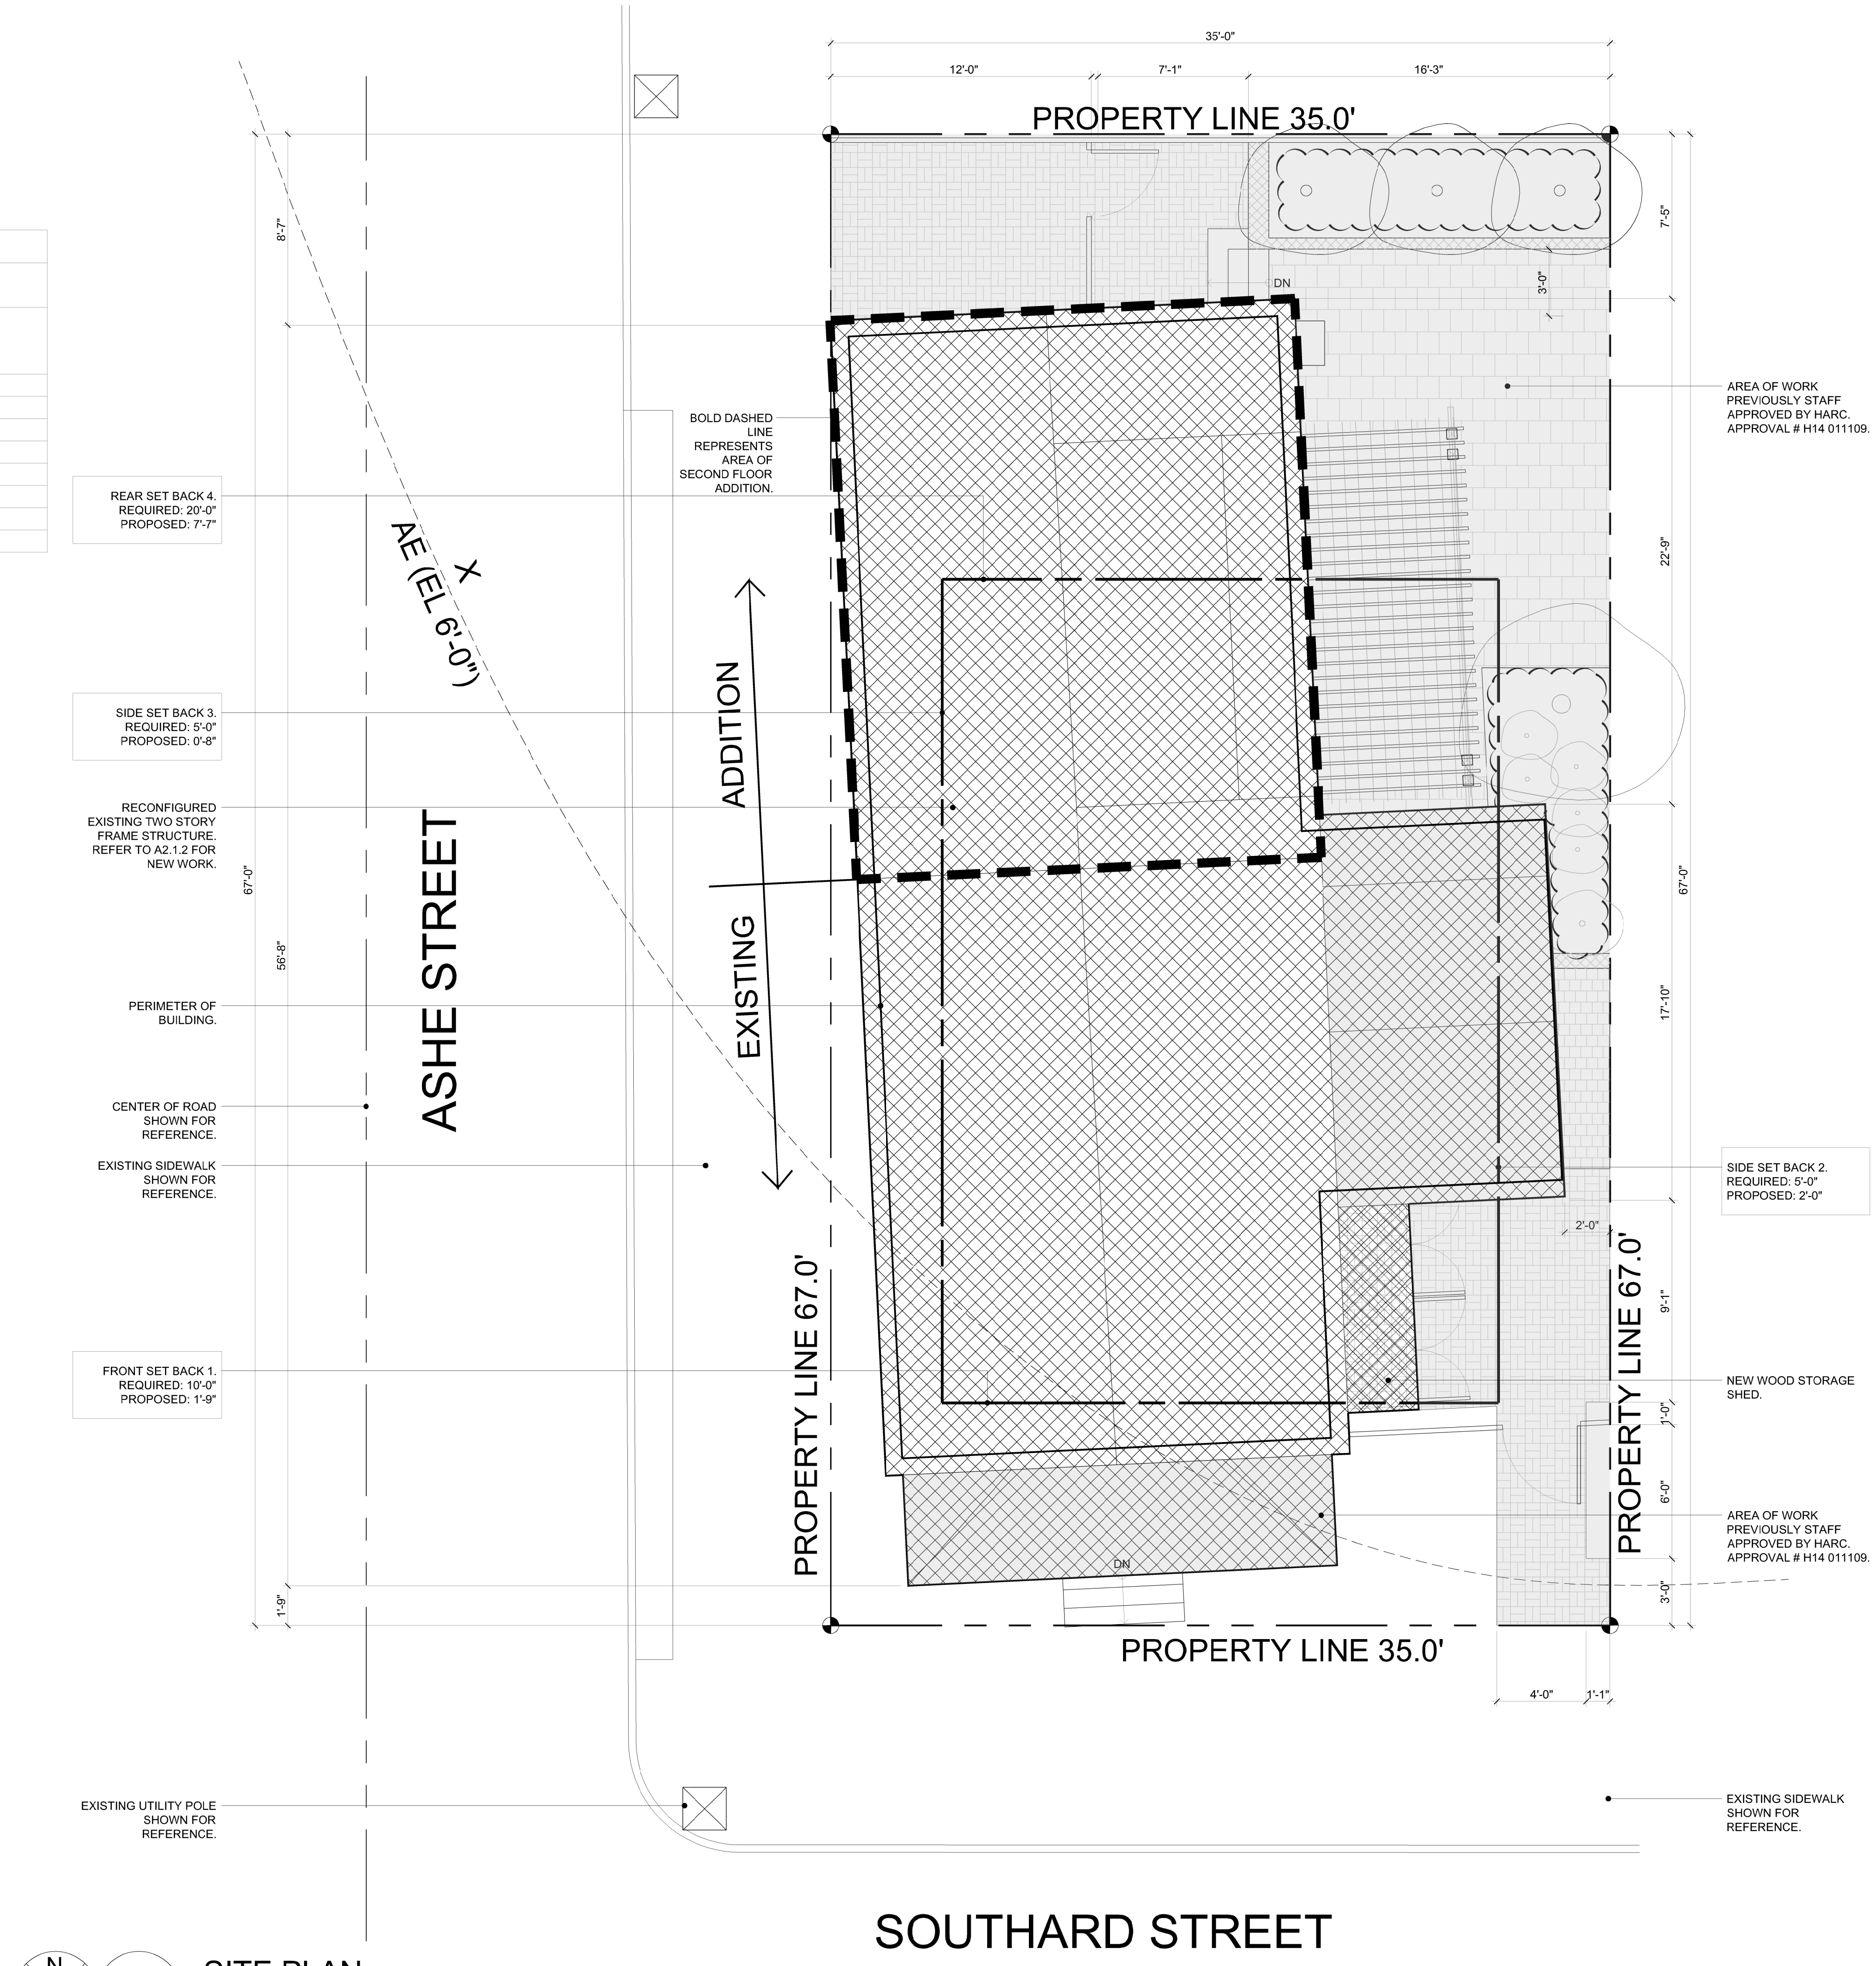 35'-0"
12'-0"
7'-1"
16'-3"
PROPERTY LINE 35.0'
8'-7"
7'-5"
3'-0"
DN
BOLD DASHED
LINE
REPRESENTS
AREA OF
SECOND FLOOR
ADDITION.
AREA OF WORK
PREVIOUSLY STAFF
APPROVED BY HARC.
APPROVAL # H14 011109.
REAR SET BACK 4.
REQUIRED: 20'-0"
PROPOSED: 7'-7"
X
AE (EL 6'-0")
22'-9"
SIDE SET BACK 3.
REQUIRED: 5'-0"
PROPOSED: 0'-8"
ADDITION
RECONFIGURED
EXISTING TWO STORY
FRAME STRUCTURE.
REFER TO A2.1.2 FOR
NEW WORK.
67'-0"
67'-0"
56'-8"
ASHE STREET
EXISTING
17'-10"
PERIMETER OF
BUILDING.
CENTER OF ROAD
SHOWN FOR
REFERENCE.
EXISTING SIDEWALK
SHOWN FOR
REFERENCE.
SIDE SET BACK 2.
REQUIRED: 5'-0"
PROPOSED: 2'-0"
2'-0"
PROPERTY LINE 67.0'
PROPERTY LINE 67.0'
9'-1"
FRONT SET BACK 1.
REQUIRED: 10'-0"
PROPOSED: 1'-9"
NEW WOOD STORAGE
SHED.
1'-0"
6'-0"
AREA OF WORK
PREVIOUSLY STAFF
APPROVED BY HARC.
APPROVAL # H14 011109.
DN
1'-9"
3'-0"
PROPERTY LINE 35.0'
4'-0"
1'-1"
EXISTING UTILITY POLE
SHOWN FOR
REFERENCE.
EXISTING SIDEWALK
SHOWN FOR
REFERENCE.
SOUTHARD STREET
N
SITE PLAN